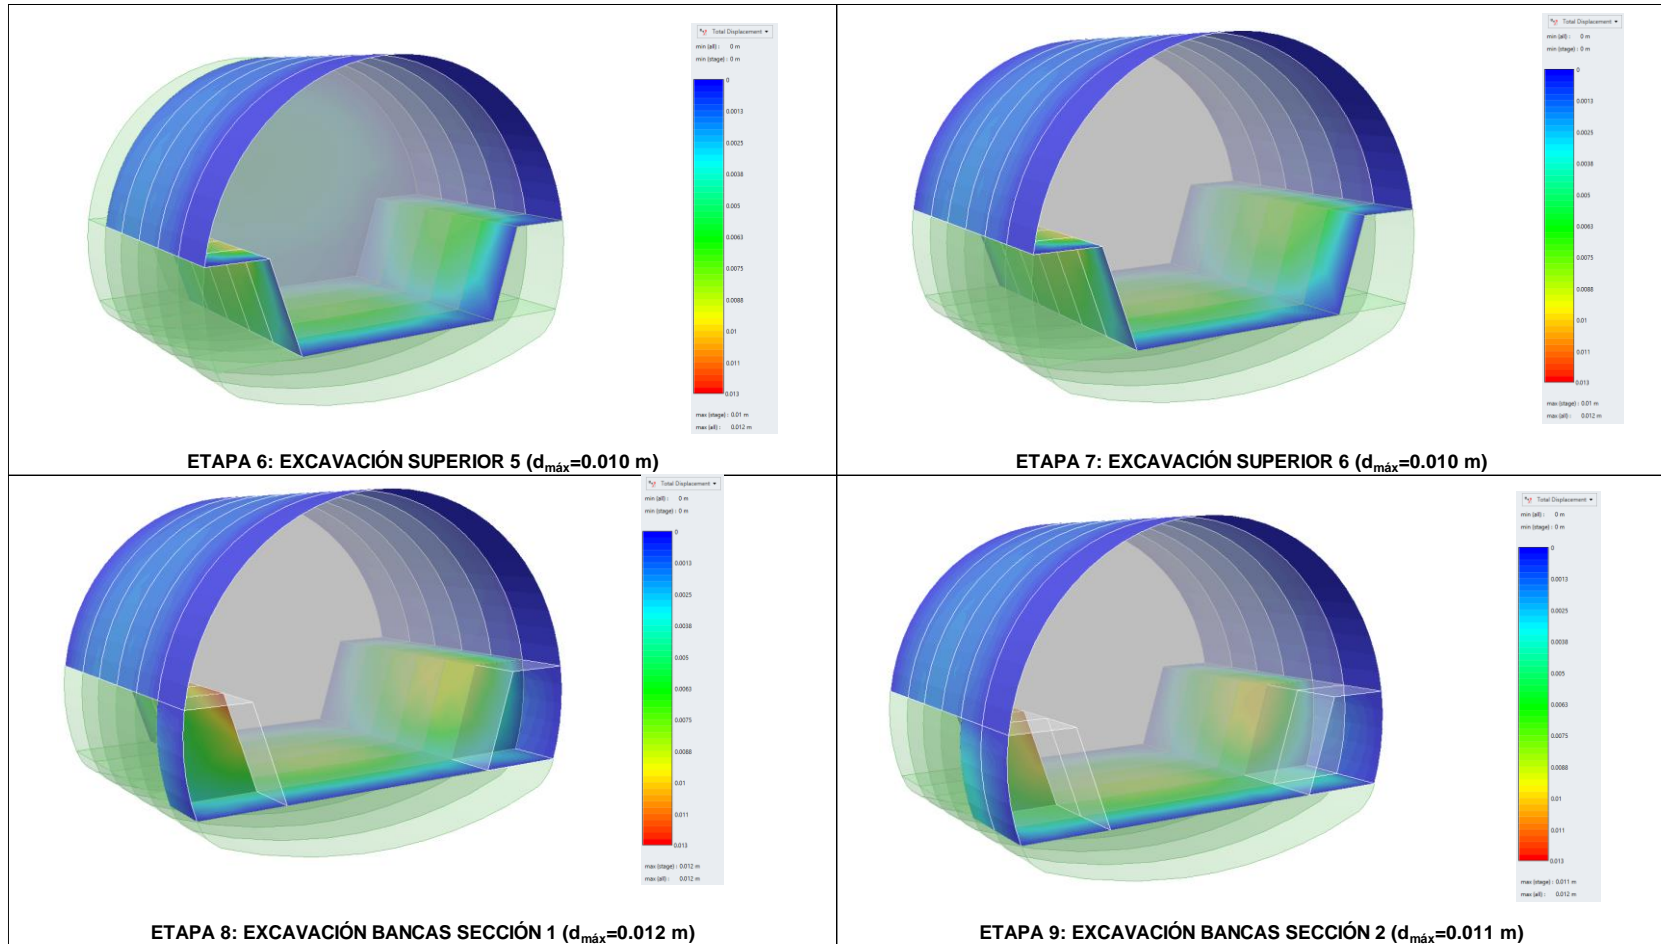 Total Displacement
min (all) : 0 m
min (stage) : 0 m
0
0.0013
0.0025
0.0038
0.005
0.0063
0.0075
0.0088
0.01
0.011
0.013
max (stage) : 0.01 m
max (all) : 0.012 m
ETAPA 6: EXCAVACIÓN SUPERIOR 5 (dmáx=0.010 m)
Total Displacement
min (all) : 0 m
min (stage) : 0 m
0
0.0013
0.0025
0.0038
0.005
0.0063
0.0075
0.0088
0.01
0.011
0.013
max (stage) : 0.01 m
max (all) : 0.012 m
ETAPA 7: EXCAVACIÓN SUPERIOR 6 (dmáx=0.010 m)
Total Displacement
min (all) : 0 m
min (stage) : 0 m
0
0.0013
0.0025
0.0038
0.005
0.0063
0.0075
0.0088
0.01
0.011
0.013
max (stage) : 0.012 m
max (all) : 0.012 m
ETAPA 8: EXCAVACIÓN BANCAS SECCIÓN 1 (dmáx=0.012 m)
Total Displacement
min (all) : 0 m
min (stage) : 0 m
0
0.0013
0.0025
0.0038
0.005
0.0063
0.0075
0.0088
0.01
0.011
0.013
max (stage) : 0.011 m
max (all) : 0.012 m
ETAPA 9: EXCAVACIÓN BANCAS SECCIÓN 2 (dmáx=0.011 m)